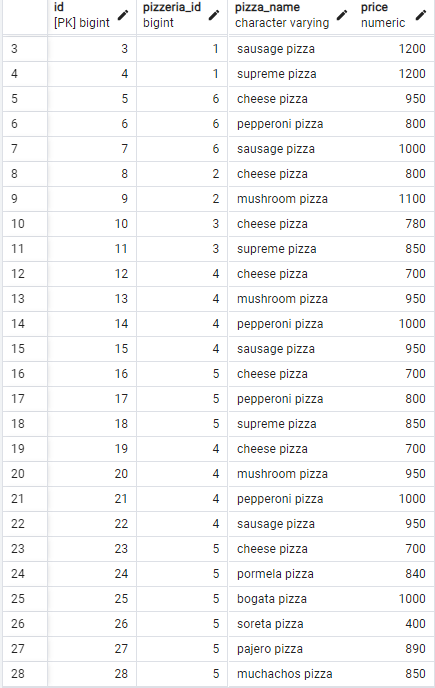 id pizzeria_id pizza_name price
[PK] bigint bigint character varying numeric
3 3 1 sausage pizza 1200
4 4 1 supreme pizza 1200
5 5 6 cheese pizza 950
6 6 6 pepperoni pizza 800
7 7 6 sausage pizza 1000
8 8 2 cheese pizza 800
9 9 2 mushroom pizza 1100
10 10 3 cheese pizza 780
11 11 3 supreme pizza 850
12 12 4 cheese pizza 700
13 13 4 mushroom pizza 950
14 14 4 pepperoni pizza 1000
15 15 4 sausage pizza 950
16 16 5 cheese pizza 700
17 17 5 pepperoni pizza 800
18 18 5 supreme pizza 850
19 19 4 cheese pizza 700
20 20 4 mushroom pizza 950
21 21 4 pepperoni pizza 1000
22 22 4 sausage pizza 950
23 23 5 cheese pizza 700
24 24 5 pormela pizza 840
25 25 5 bogata pizza 1000
26 26 5 soreta pizza 400
27 27 5 pajero pizza 890
28 28 5 muchachos pizza 850